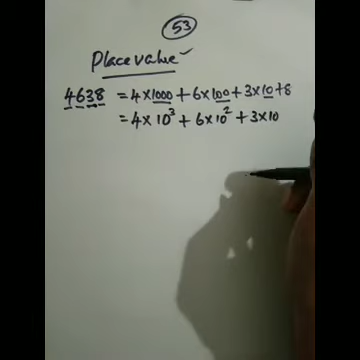 53
Place value
4638 = 4×1000 + 6×100 + 3×10 +8
= 4× 10³ + 6×10² + 3×10